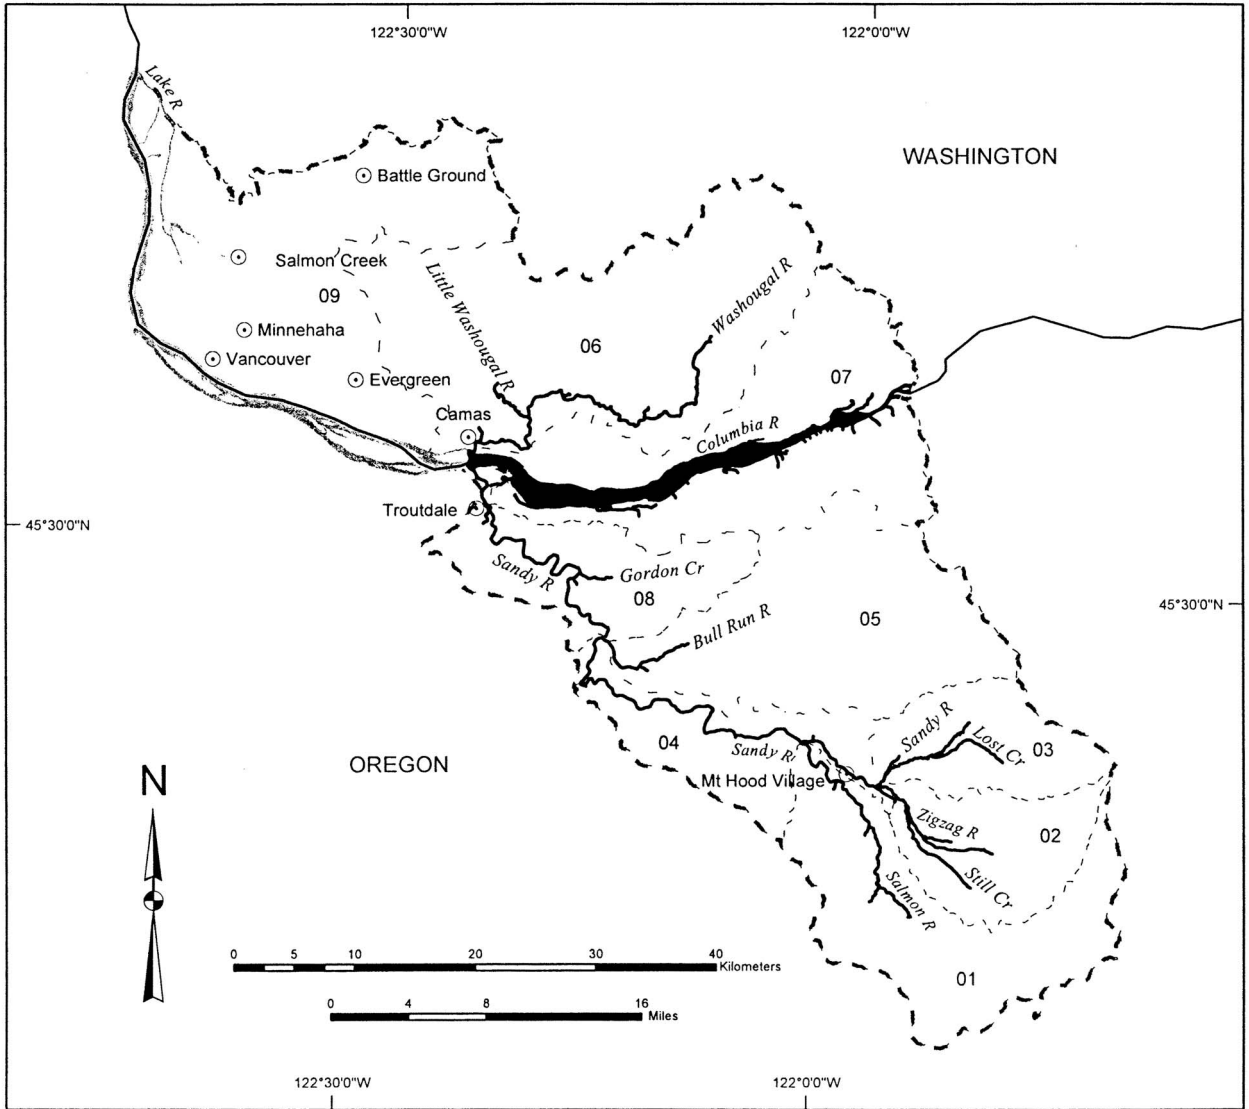 122°30'0"W
122°0'0"W
Lake R
WASHINGTON
Battle Ground
Salmon Creek
09
Little Washougal R
Washougal R
Minnehaha
06
Vancouver
Evergreen
07
Camas
Columbia R
Troutdale
45°30'0"N
Sandy R
Gordon Cr
08
45°30'0"N
Bull Run R
05
Sandy R
Lost Cr
03
04
Sandy R
OREGON
Mt Hood Village
N
Zigzag R
02
Still Cr
Salmon R
01
0 5 10 20 30 40
Kilometers
0 4 8 16
Miles
122°30'0"W
122°0'0"W